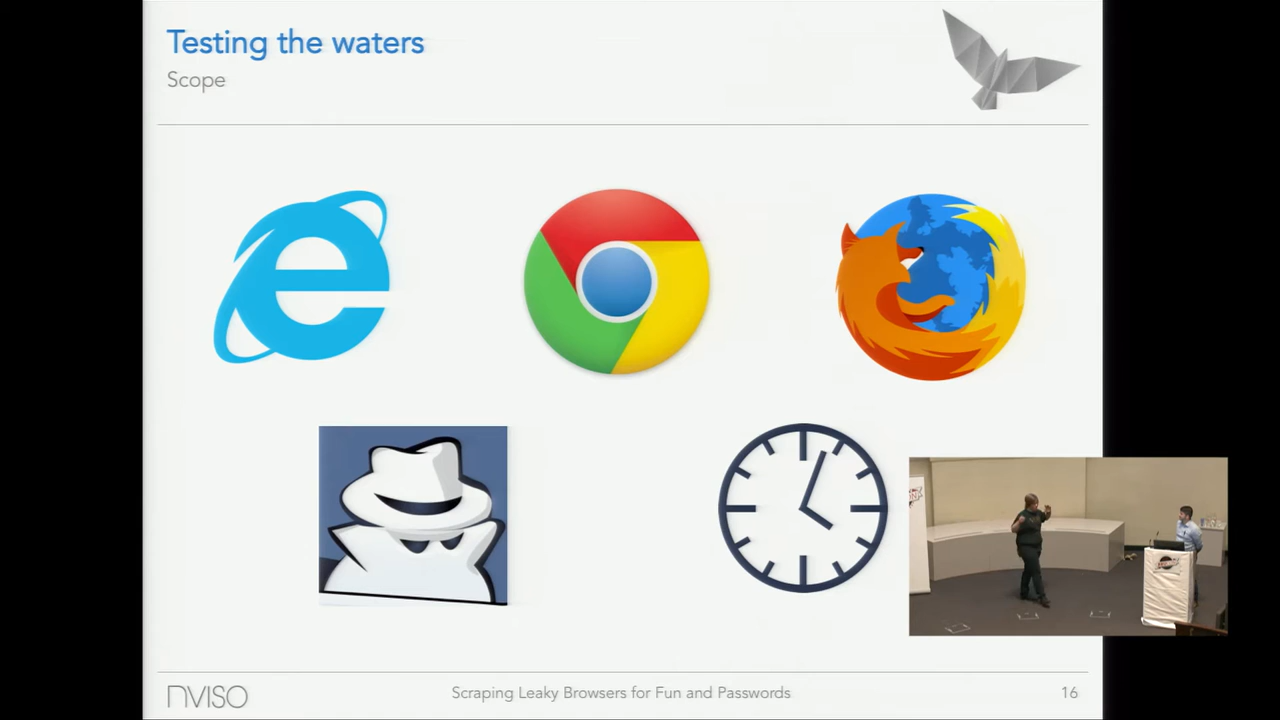 Testing the waters
Scope
NVISO
Scraping Leaky Browsers for Fun and Passwords
16